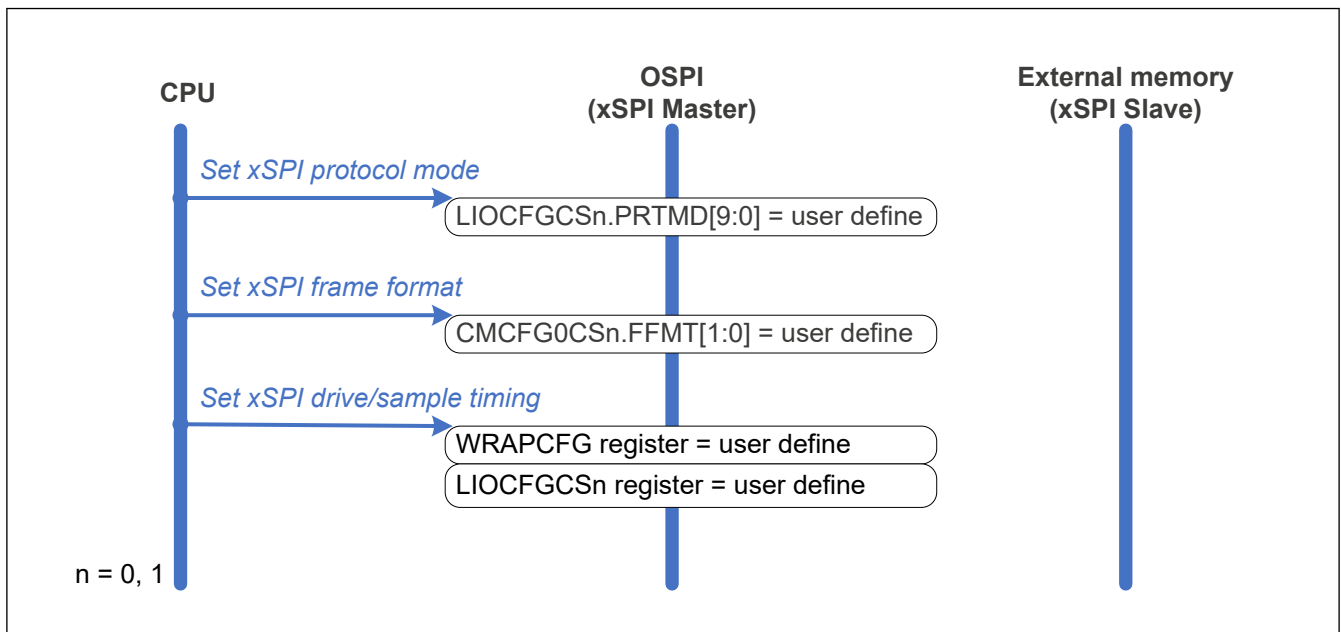 CPU
OSPI
(xSPI Master)
External memory
(xSPI Slave)
Set xSPI protocol mode
LIOCFGCSn.PRTMD[9:0] = user define
Set xSPI frame format
CMCFG0CSn.FFMT[1:0] = user define
Set xSPI drive/sample timing
WRAPCFG register = user define
LIOCFGCSn register = user define
n = 0, 1